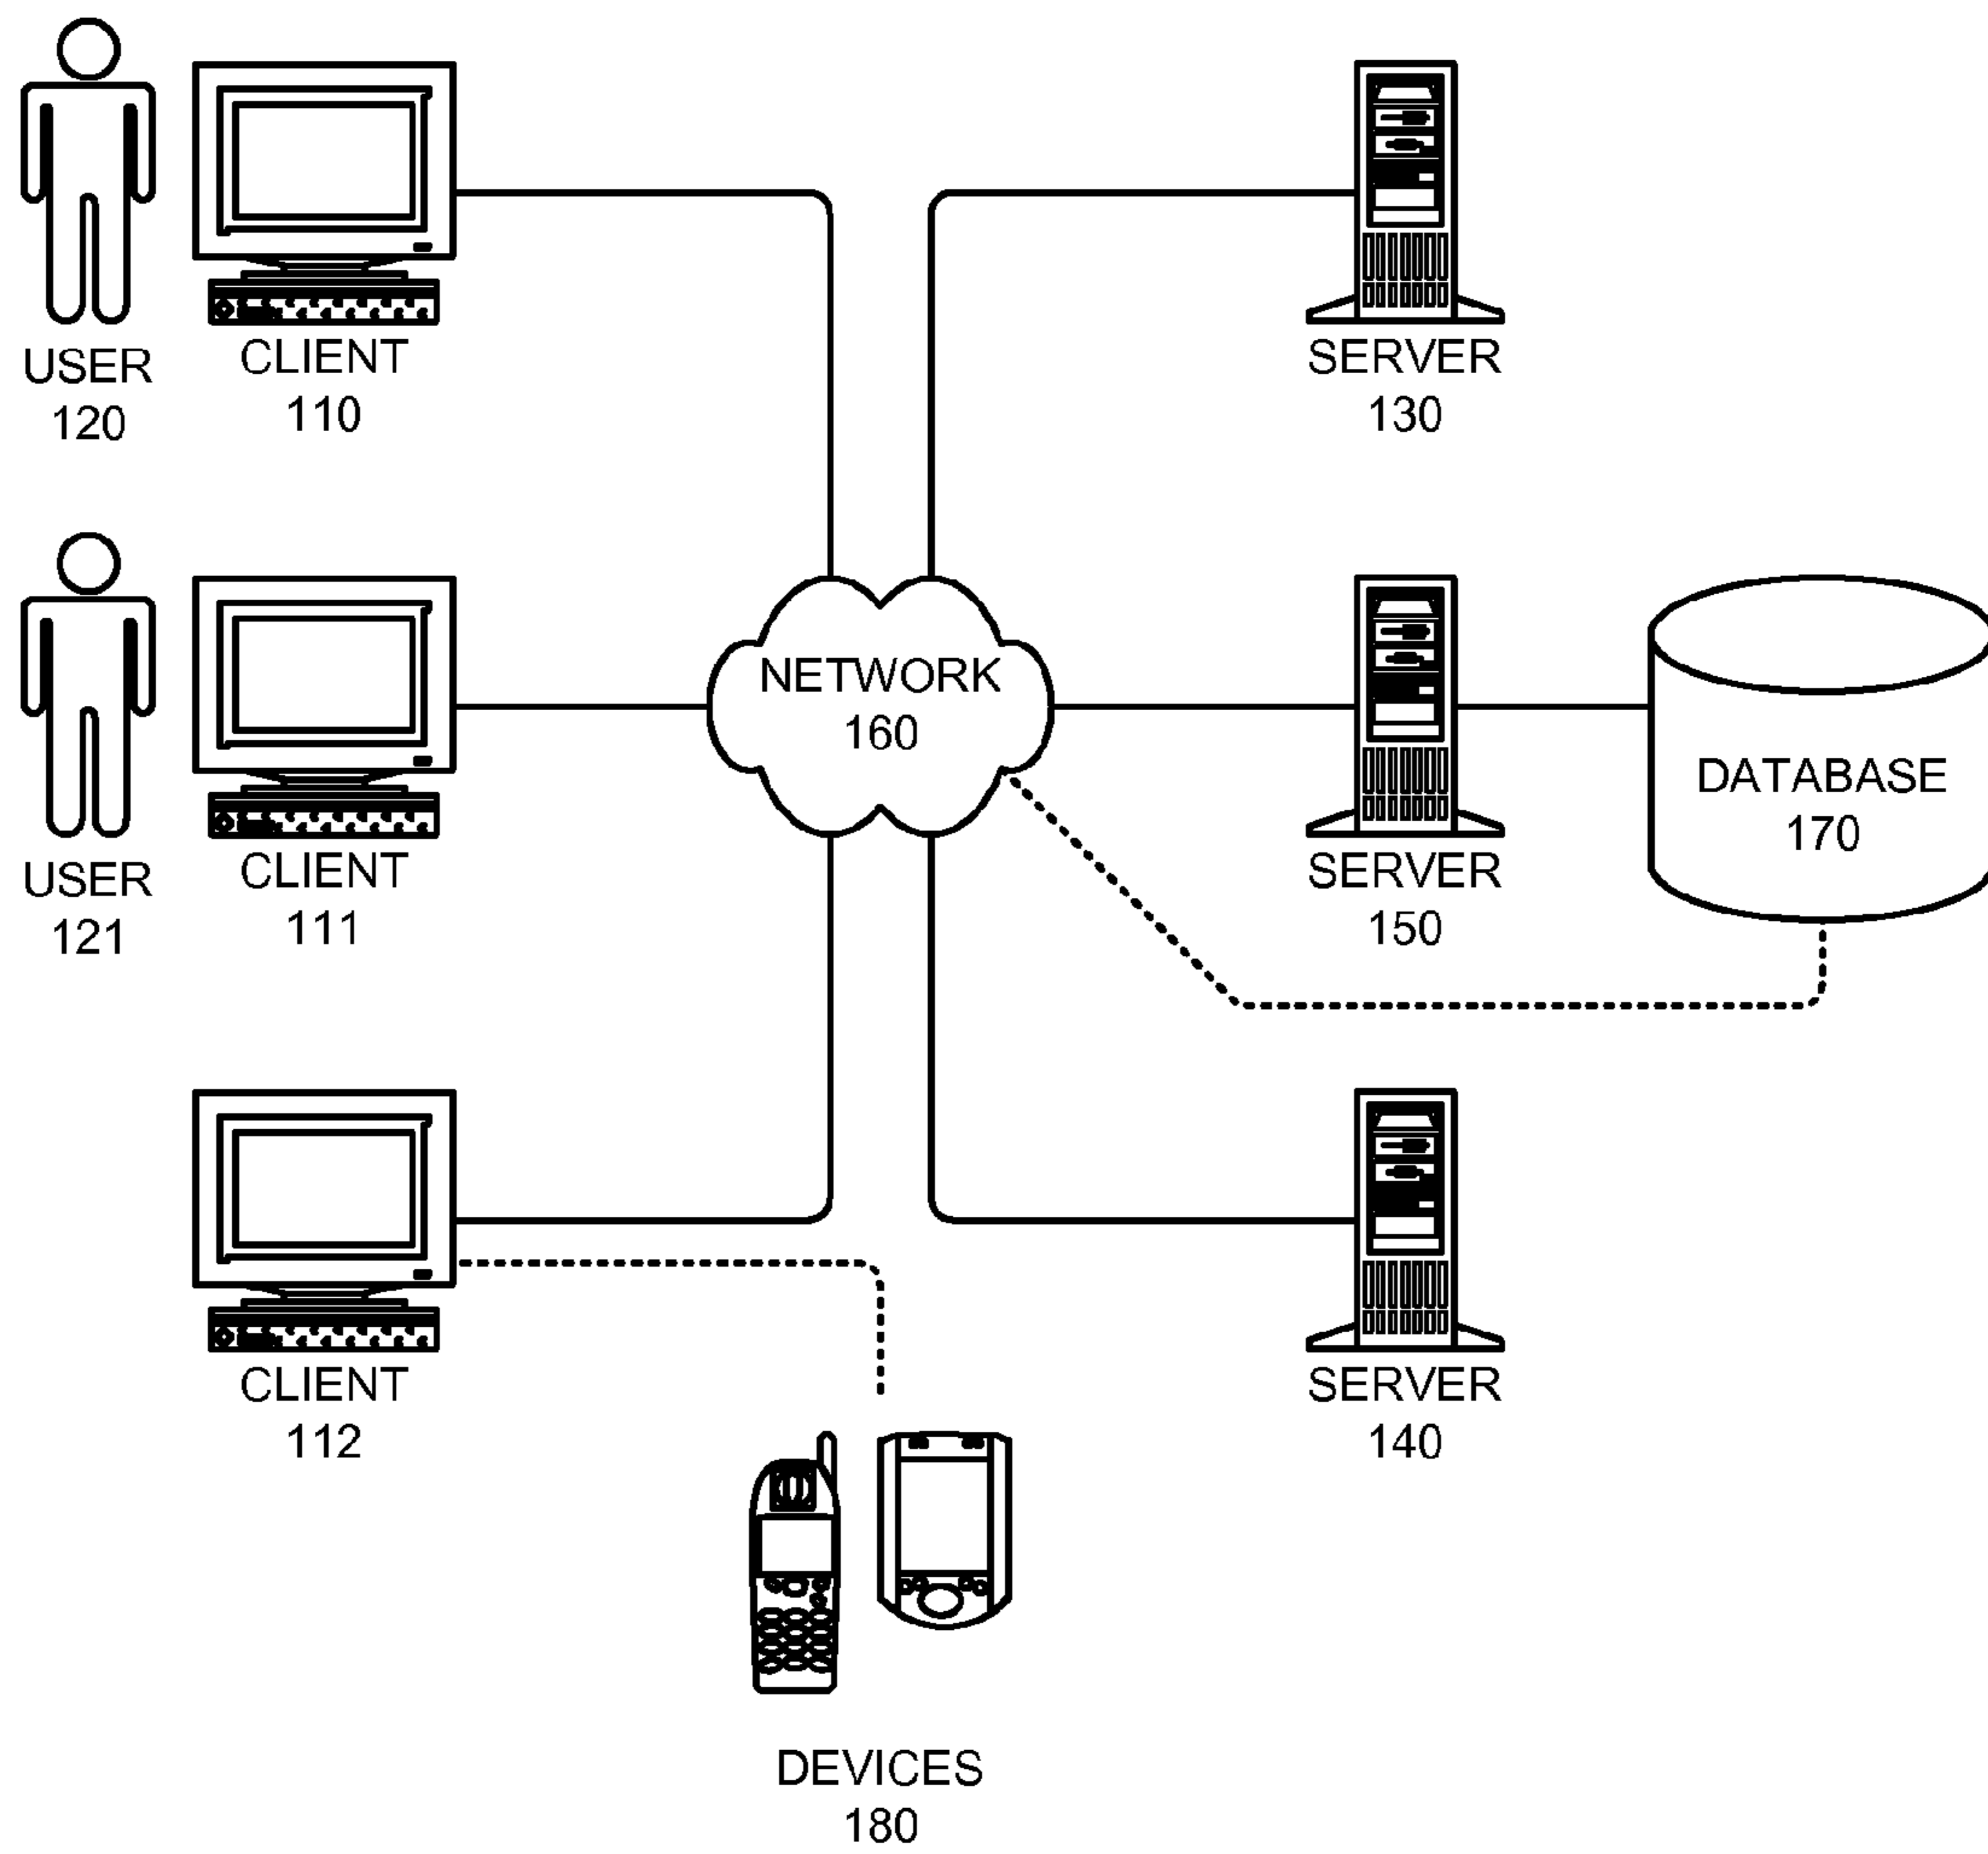 USER
120
CLIENT
110
SERVER
130
NETWORK
160
USER
121
CLIENT
111
SERVER
150
DATABASE
170
CLIENT
112
SERVER
140
DEVICES
180